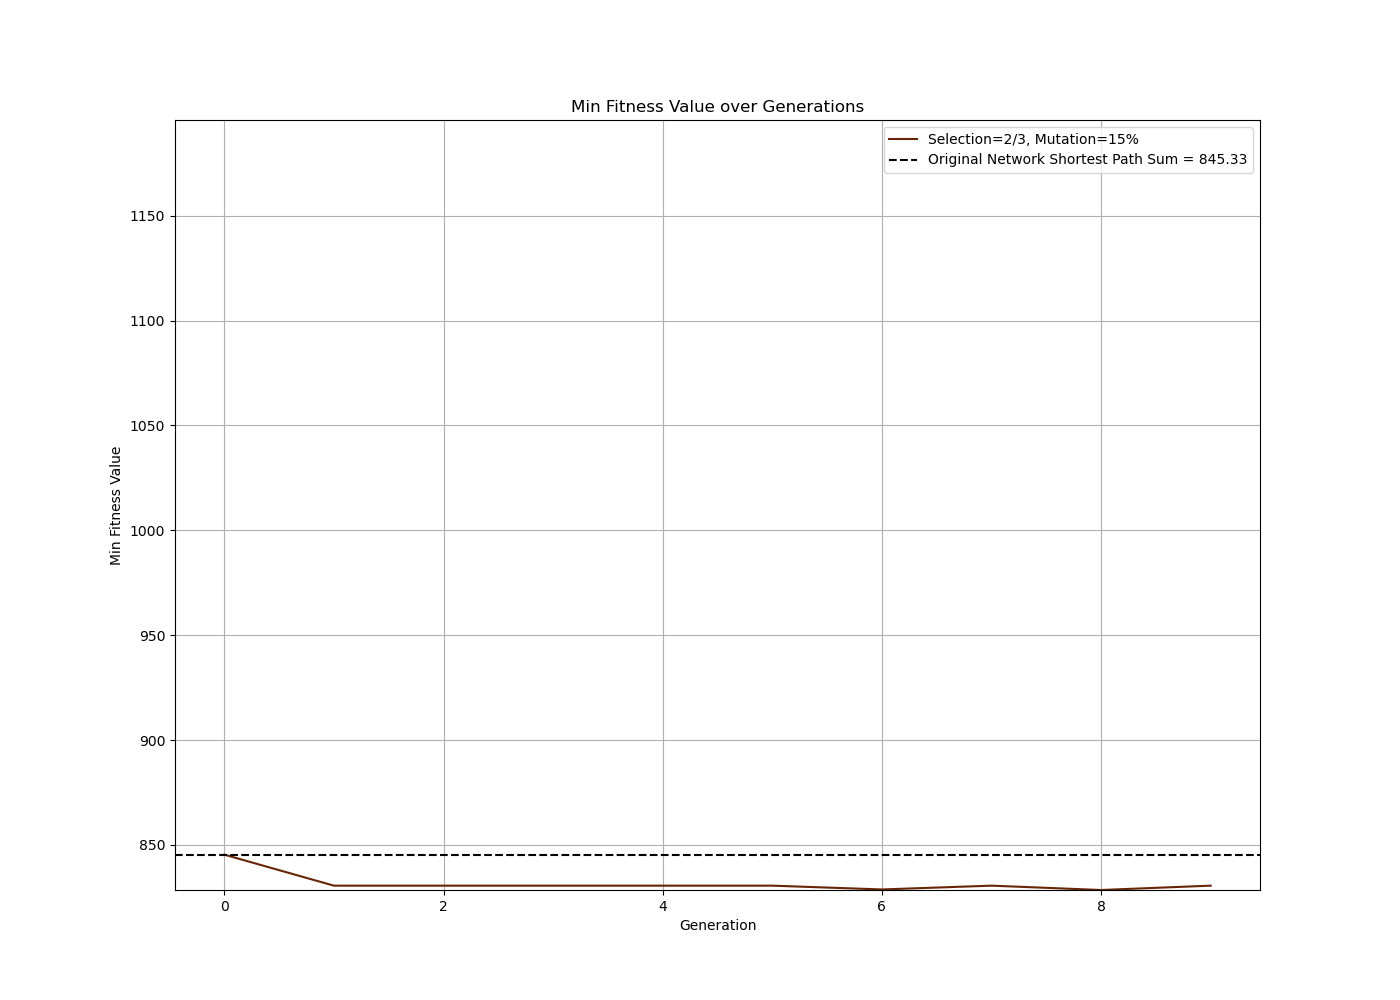 Min Fitness Value over Generations
Selection=2/3, Mutation=15%
Original Network Shortest Path Sum = 845.33
1150
1100
1050
1000
950
900
850
Min Fitness Value
0 2 4 6 8
Generation